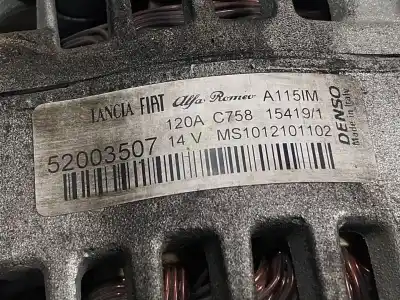 LANCIA FIAT Alfa Romeo A115IM
120A C758 15419/1
52003507 14 V MS1012101102
DENSO
Made in Italy